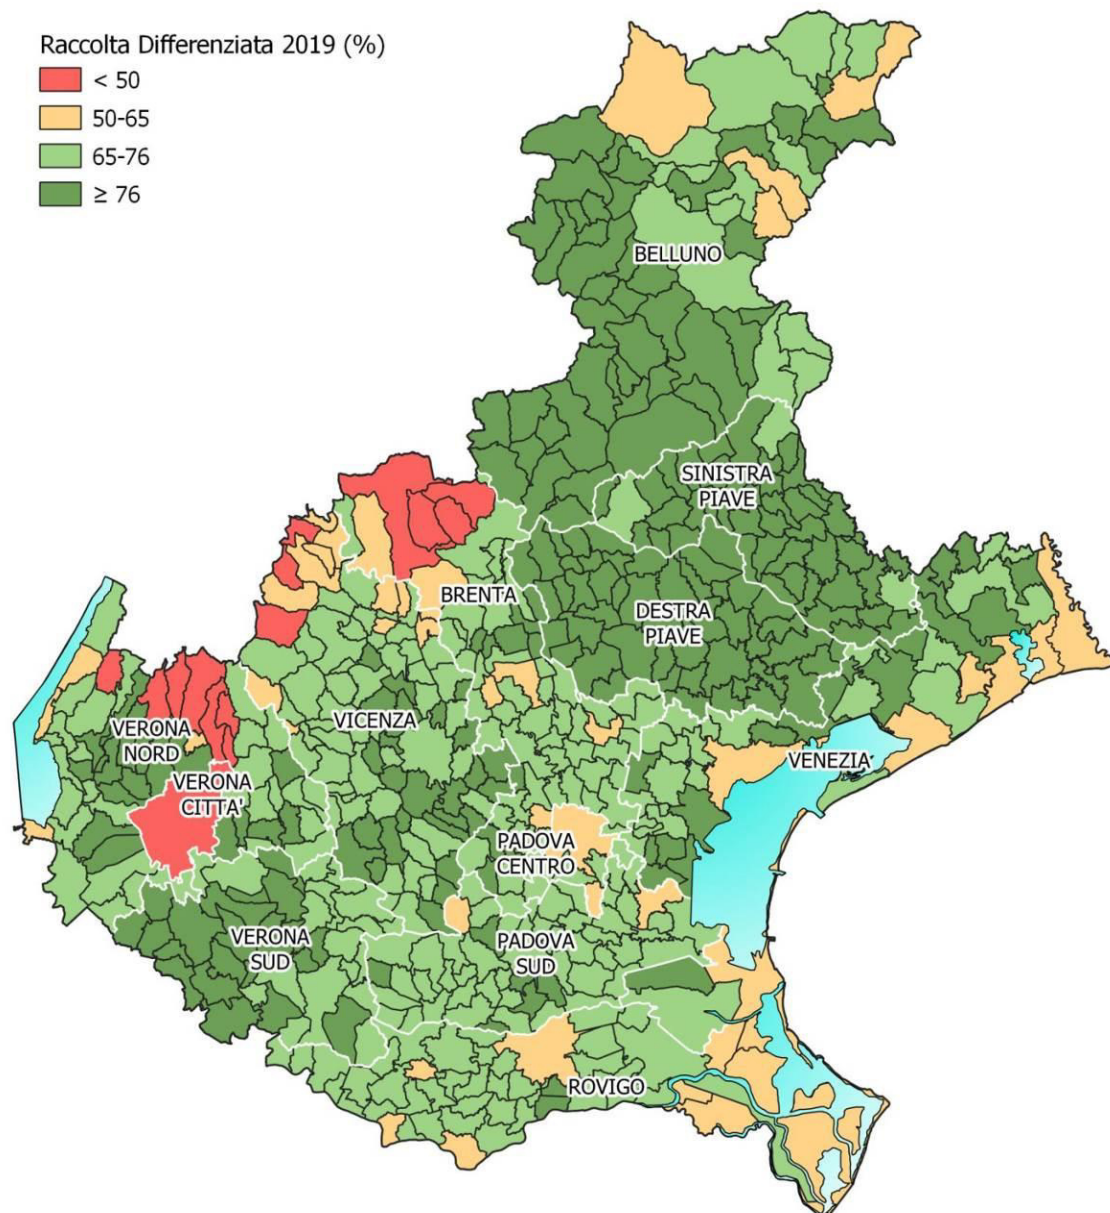 Raccolta Differenziata 2019 (%)
< 50
50-65
65-76
≥ 76
BELLUNO
SINISTRA
PIAVE
BRENTA
DESTRA
PIAVE
VERONA
NORD
VICENZA
VENEZIA
VERONA
CITTA'
PADOVA
CENTRO
VERONA
SUD
PADOVA
SUD
ROVIGO